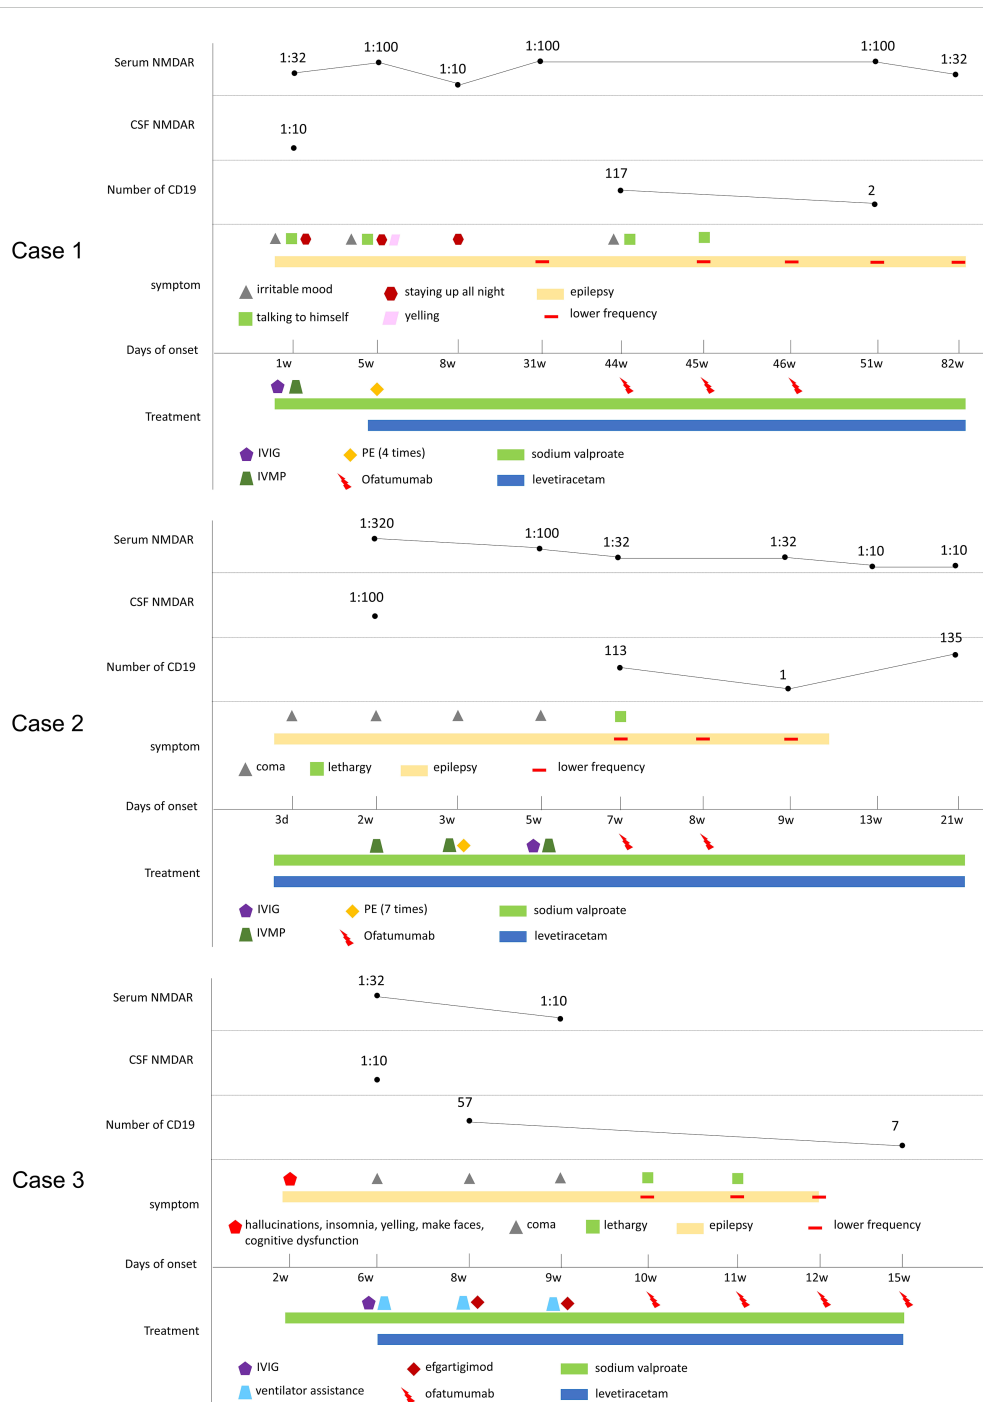 1:32 1:100 1:10 1:100 1:100 1:32
Serum NMDAR
CSF NMDAR
1:10
Number of CD19
117 2
Case 1
symptom
irritable mood staying up all night epilepsy
talking to himself yelling lower frequency
Days of onset
1w 5w 8w 31w 44w 45w 46w 51w 82w
Treatment
IVIG PE (4 times) sodium valproate
IVMP Ofatumumab levetiracetam
1:320 1:100 1:32 1:32 1:10 1:10
Serum NMDAR
CSF NMDAR
1:100
Number of CD19
113 1 135
Case 2
symptom
coma lethargy epilepsy lower frequency
Days of onset
3d 2w 3w 5w 7w 8w 9w 13w 21w
Treatment
IVIG PE (7 times) sodium valproate
IVMP Ofatumumab levetiracetam
1:32 1:10
Serum NMDAR
CSF NMDAR
1:10
Number of CD19
57 7
Case 3
symptom
hallucinations, insomnia, yelling, make faces, coma lethargy epilepsy lower frequency
cognitive dysfunction
Days of onset
2w 6w 8w 9w 10w 11w 12w 15w
Treatment
IVIG efgartigimod sodium valproate
ventilator assistance ofatumumab levetiracetam